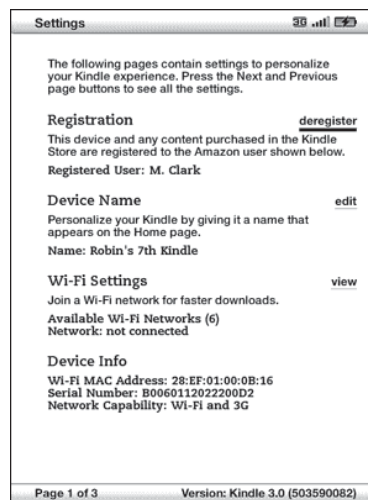 Settings 3G
The following pages contain settings to personalize
your Kindle experience. Press the Next and Previous
page buttons to see all the settings.
Registration deregister
This device and any content purchased in the Kindle
Store are registered to the Amazon user shown below.
Registered User: M. Clark
Device Name edit
Personalize your Kindle by giving it a name that
appears on the Home page.
Name: Robin's 7th Kindle
Wi-Fi Settings view
Join a Wi-Fi network for faster downloads.
Available Wi-Fi Networks (6)
Network: not connected
Device Info
Wi-Fi MAC Address: 28:EF:01:00:0B:16
Serial Number: B0060112022200D2
Network Capability: Wi-Fi and 3G
Page 1 of 3 Version: Kindle 3.0 (503590082)